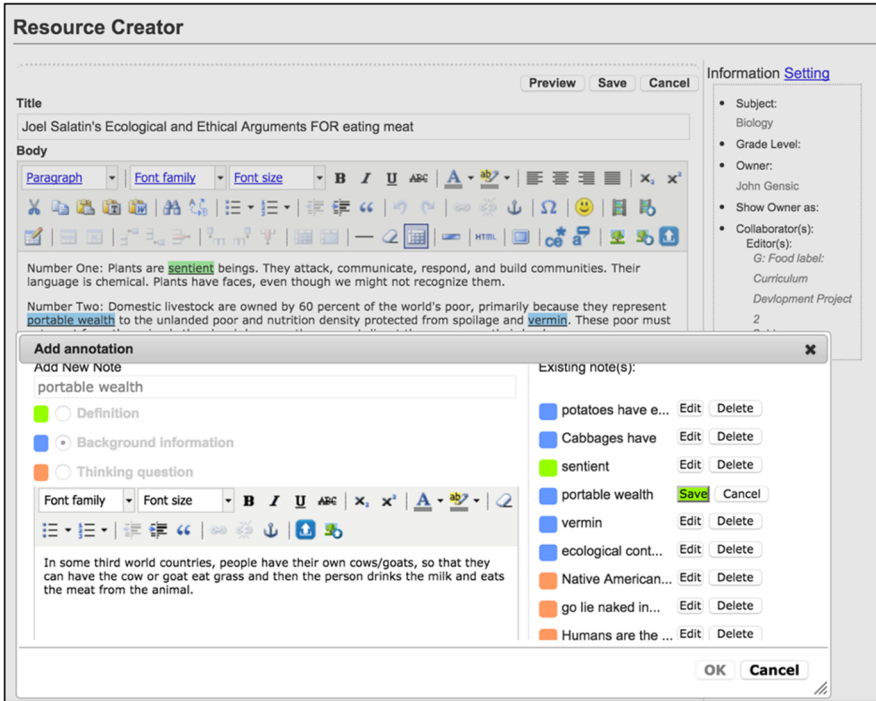 Resource Creator
Preview Save Cancel
Information Setting
Title
Joel Salatin's Ecological and Ethical Arguments FOR eating meat
Body
Paragraph Font family Font size B I U ABC A ab x, x²
Ω
HTML
Number One: Plants are sentient beings. They attack, communicate, respond, and build communities. Their
language is chemical. Plants have faces, even though we might not recognize them.
Number Two: Domestic livestock are owned by 60 percent of the world's poor, primarily because they represent
portable wealth to the unlanded poor and nutrition density protected from spoilage and vermin. These poor must
• Subject:
Biology
• Grade Level:
• Owner:
John Gensic
• Show Owner as:
• Collaborator(s):
Editor(s):
G: Food label:
Curriculum
Devlopment Project
2
Add annotation
Add New Note
portable wealth
Definition
Background information
Thinking question
Font family Font size B I U ABC x, x² A ab
In some third world countries, people have their own cows/goats, so that they
can have the cow or goat eat grass and then the person drinks the milk and eats
the meat from the animal.
Existing note(s):
potatoes have e... Edit Delete
Cabbages have Edit Delete
sentient Edit Delete
portable wealth Save Cancel
vermin Edit Delete
ecological cont... Edit Delete
Native American... Edit Delete
go lie naked in... Edit Delete
Humans are the ... Edit Delete
OK Cancel